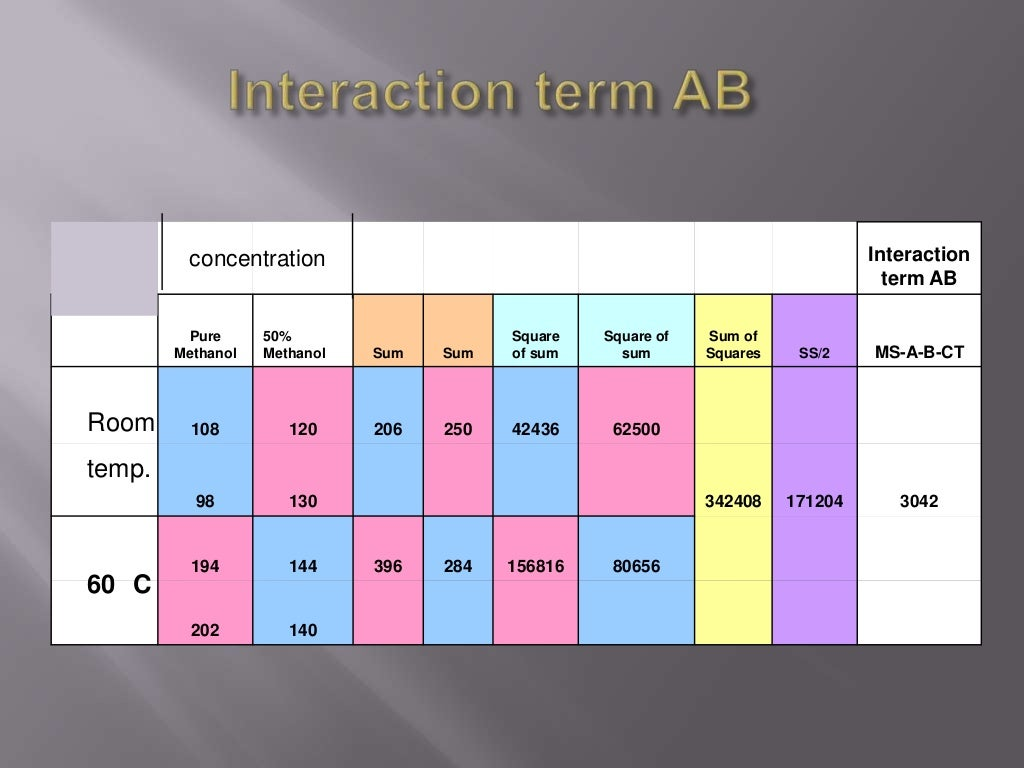 Interaction term AB
concentration
Interaction
term AB
Pure
Methanol
50%
Methanol
Sum
Sum
Square
of sum
Square of
sum
Sum of
Squares
SS/2
MS-A-B-CT
Room
temp.
108
120
206
250
42436
62500
98
130
342408
171204
3042
60 C
194
144
396
284
156816
80656
202
140